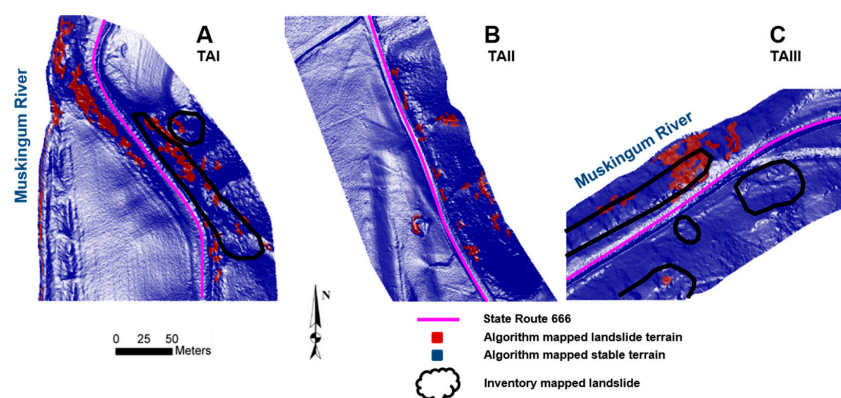 A
TAI
B
TAII
C
TAIII
Muskingum River
Muskingum River
N
0 25 50
Meters
State Route 666
Algorithm mapped landslide terrain
Algorithm mapped stable terrain
Inventory mapped landslide